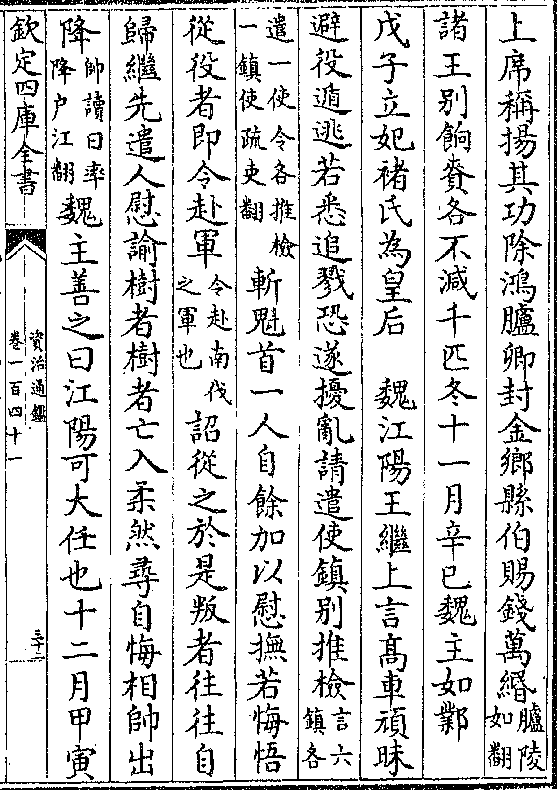 上席稱揚其功除鴻臚卿封金鄉縣伯賜錢萬緡臚陵如翻
諸王别餉賚各不減千匹冬十一月辛巳魏主如鄴
戊子立妃褚氏為皇后　魏江陽王繼上言髙車頑昧
避役遁逃若悉追戮恐遂擾亂請遣使鎮别推檢言六鎮各
遣一使令各推檢一鎮使疏吏翻斬魁首一人自餘加以慰撫若悔悟
從役者即令赴軍令赴南伐之軍也詔從之於是叛者往往自
歸繼先遣人慰諭樹者樹者亡入柔然尋自悔相帥出
降帥讀曰率降户江翻魏主善之曰江陽可大任也十二月甲寅
欽定四庫全書
資治通鑑
卷一百四十一
三十二